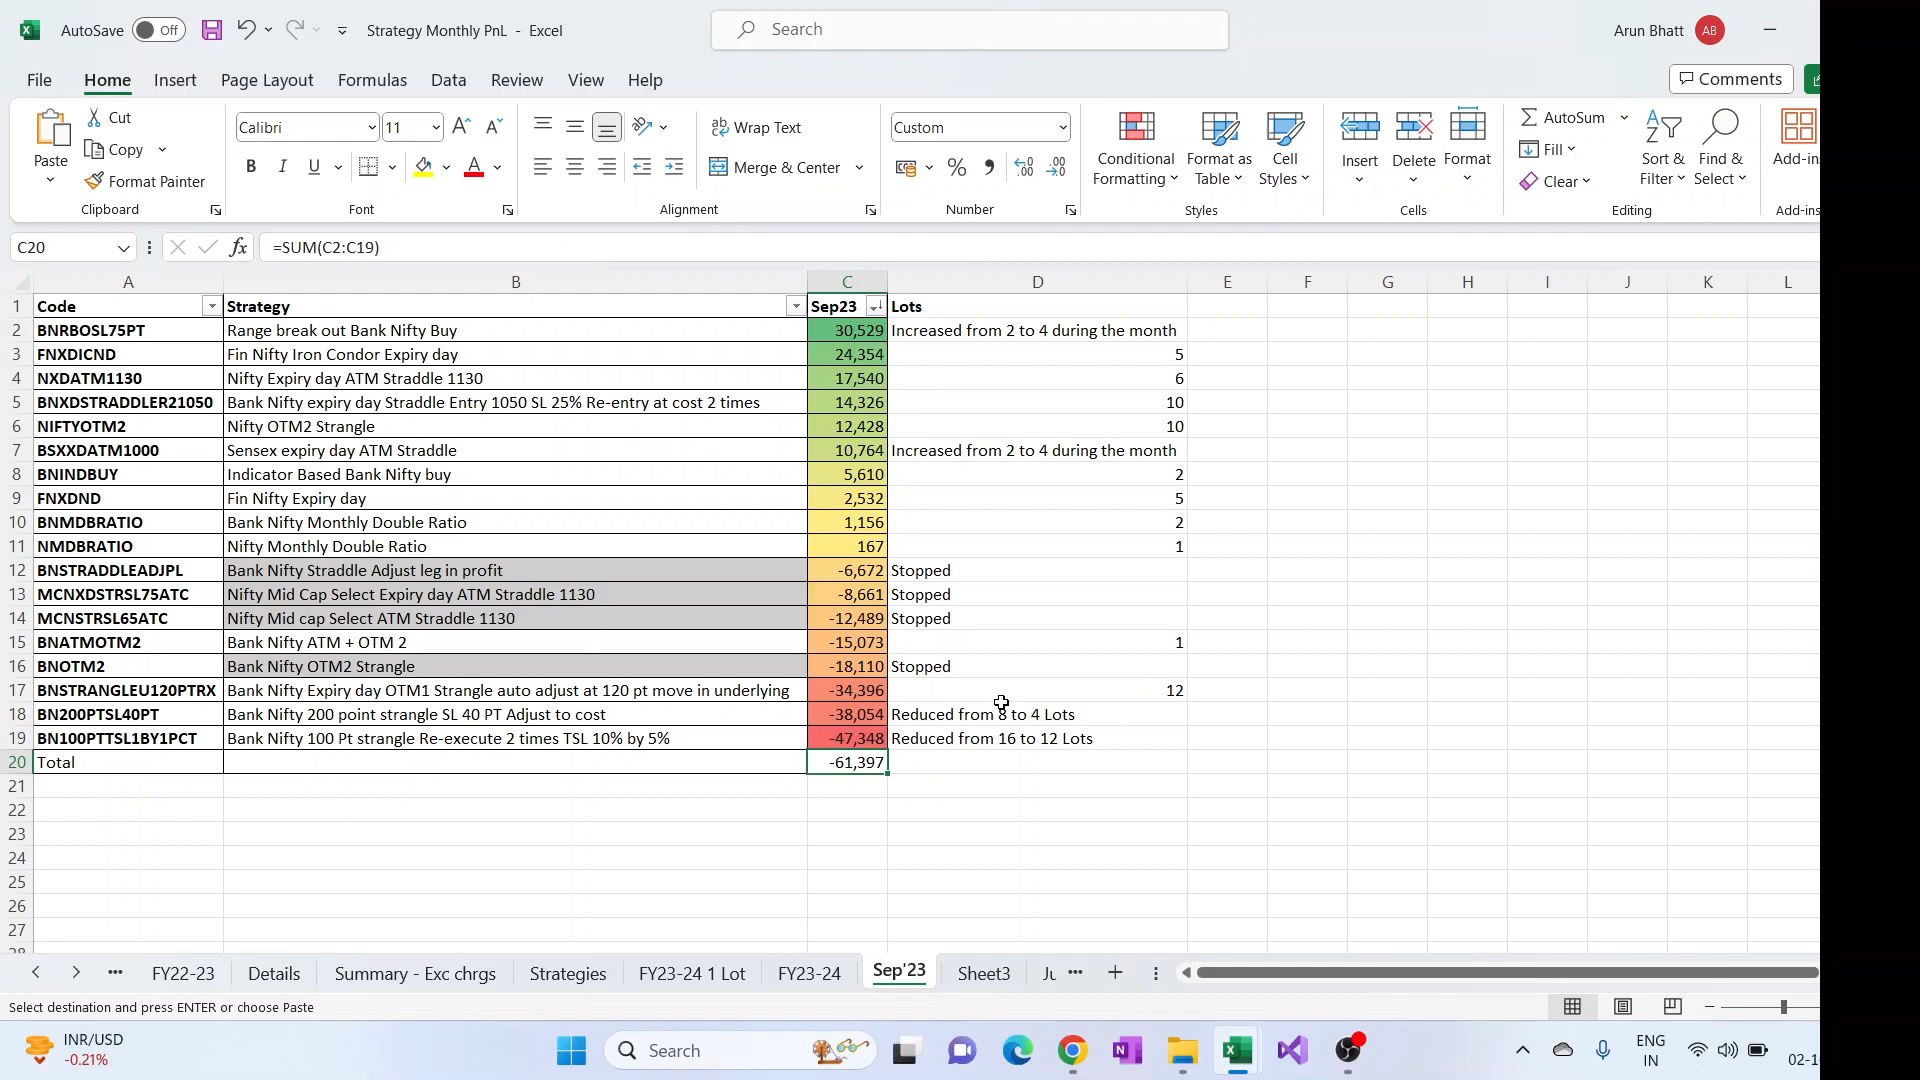 AutoSave Off Strategy Monthly PnL - Excel Search Arun Bhatt AB
File Home Insert Page Layout Formulas Data Review View Help Comments
Paste Cut Copy Format Painter Clipboard
Calibri 11 B I U A Font
Wrap Text Merge & Center Alignment
Custom % Number
Conditional Formatting Format as Table Cell Styles Styles
Insert Delete Format Cells
AutoSum Fill Clear Sort & Filter Find & Select Editing
Add-ins
C20 fx =SUM(C2:C19)
A B C D E F G H I J K L
1 Code Strategy Sep23 Lots
2 BNRBOSL75PT Range break out Bank Nifty Buy 30,529 Increased from 2 to 4 during the month
3 FNXDICND Fin Nifty Iron Condor Expiry day 24,354 5
4 NXDATM1130 Nifty Expiry day ATM Straddle 1130 17,540 6
5 BNXDSTRADDLER21050 Bank Nifty expiry day Straddle Entry 1050 SL 25% Re-entry at cost 2 times 14,326 10
6 NIFTYOTM2 Nifty OTM2 Strangle 12,428 10
7 BSXXDATM1000 Sensex expiry day ATM Straddle 10,764 Increased from 2 to 4 during the month
8 BNINDBUY Indicator Based Bank Nifty buy 5,610 2
9 FNXDND Fin Nifty Expiry day 2,532 5
10 BNMDBRATIO Bank Nifty Monthly Double Ratio 1,156 2
11 NMDBRATIO Nifty Monthly Double Ratio 167 1
12 BNSTRADDLEADJPL Bank Nifty Straddle Adjust leg in profit -6,672 Stopped
13 MCNXDSTRSL75ATC Nifty Mid Cap Select Expiry day ATM Straddle 1130 -8,661 Stopped
14 MCNSTRSL65ATC Nifty Mid cap Select ATM Straddle 1130 -12,489 Stopped
15 BNATMOTM2 Bank Nifty ATM + OTM 2 -15,073 1
16 BNOTM2 Bank Nifty OTM2 Strangle -18,110 Stopped
17 BNSTRANGLEU120PTRX Bank Nifty Expiry day OTM1 Strangle auto adjust at 120 pt move in underlying -34,396 12
18 BN200PTSL40PT Bank Nifty 200 point strangle SL 40 PT Adjust to cost -38,054 Reduced from 8 to 4 Lots
19 BN100PTTSL1BY1PCT Bank Nifty 100 Pt strangle Re-execute 2 times TSL 10% by 5% -47,348 Reduced from 16 to 12 Lots
20 Total -61,397
21
22
23
24
25
26
27
28
FY22-23 Details Summary - Exc chrgs Strategies FY23-24 1 Lot FY23-24 Sep'23 Sheet3
Select destination and press ENTER or choose Paste
INR/USD
-0.21%
Search
ENG
IN
02-1